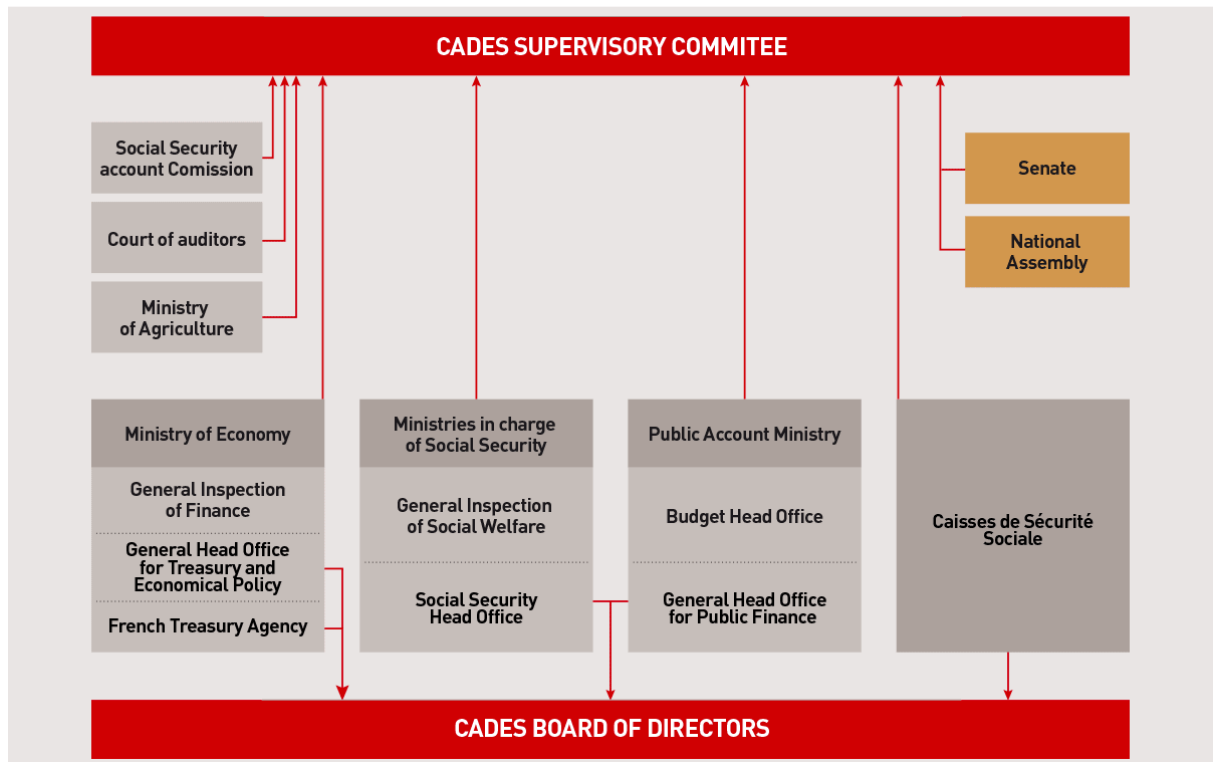 CADES SUPERVISORY COMMITEE
Social Security
account Comission
Court of auditors
Ministry
of Agriculture
Senate
National
Assembly
Ministry of Economy
General Inspection
of Finance
General Head Office
for Treasury and
Economical Policy
French Treasury Agency
Ministries in charge
of Social Security
General Inspection
of Social Welfare
Social Security
Head Office
Public Account Ministry
Budget Head Office
General Head Office
for Public Finance
Caisses de Sécurité
Sociale
CADES BOARD OF DIRECTORS